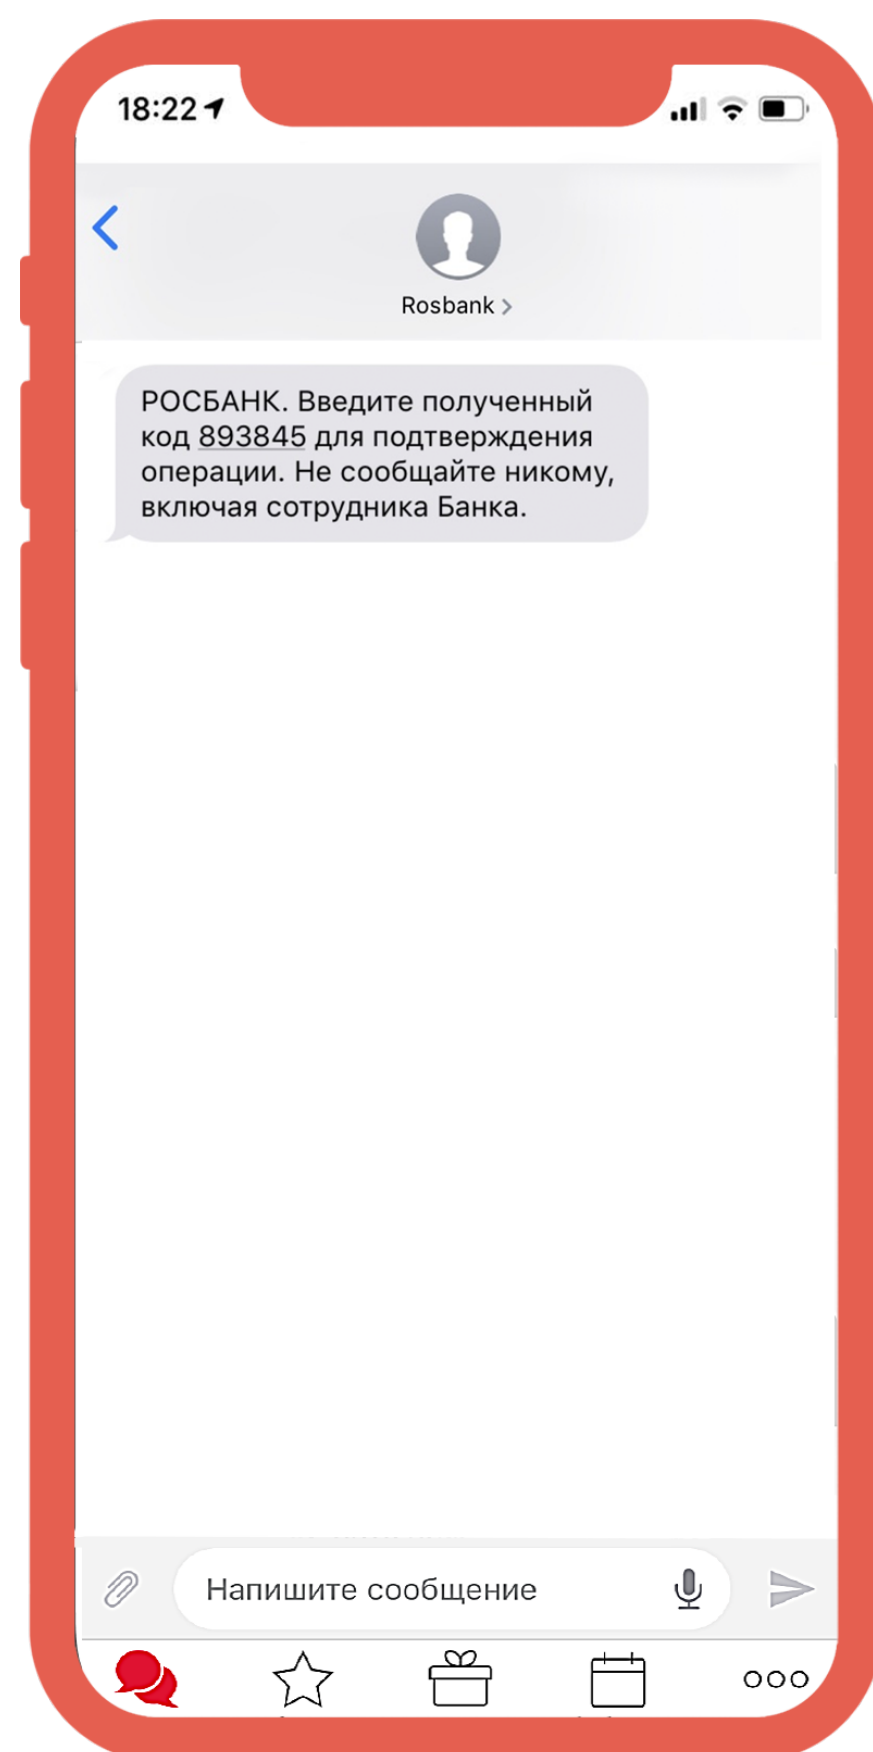 18:22
Rosbank
РОСБАНК. Введите полученный
код 893845 для подтверждения
операции. Не сообщайте никому,
включая сотрудника Банка.
Напишите сообщение